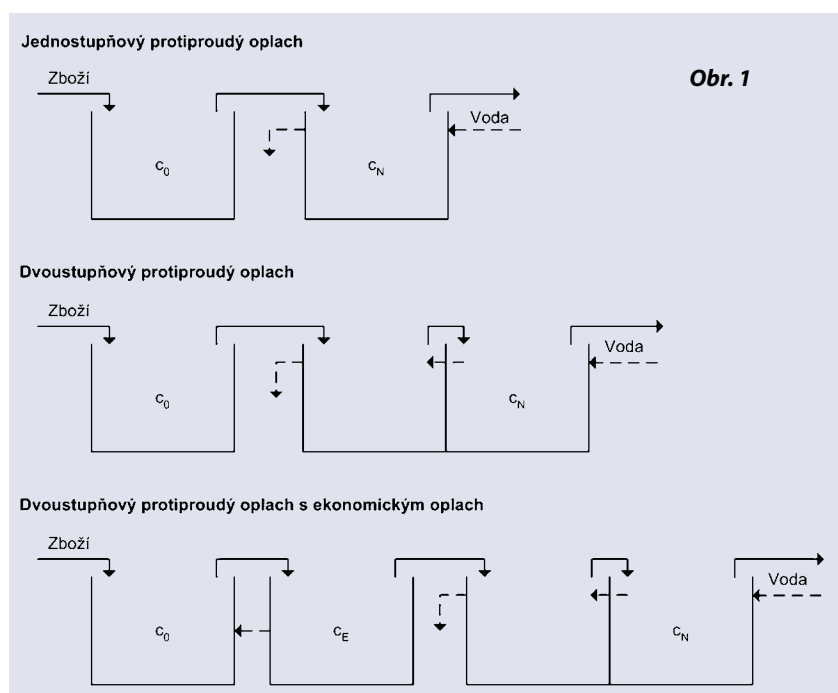 Jednostupňový protiproudý oplach
Zboží
Obr. 1
Voda
c0
cN
Dvoustupňový protiproudý oplach
Zboží
Voda
c0
cN
Dvoustupňový protiproudý oplach s ekonomickým oplach
Zboží
Voda
c0
cE
cN